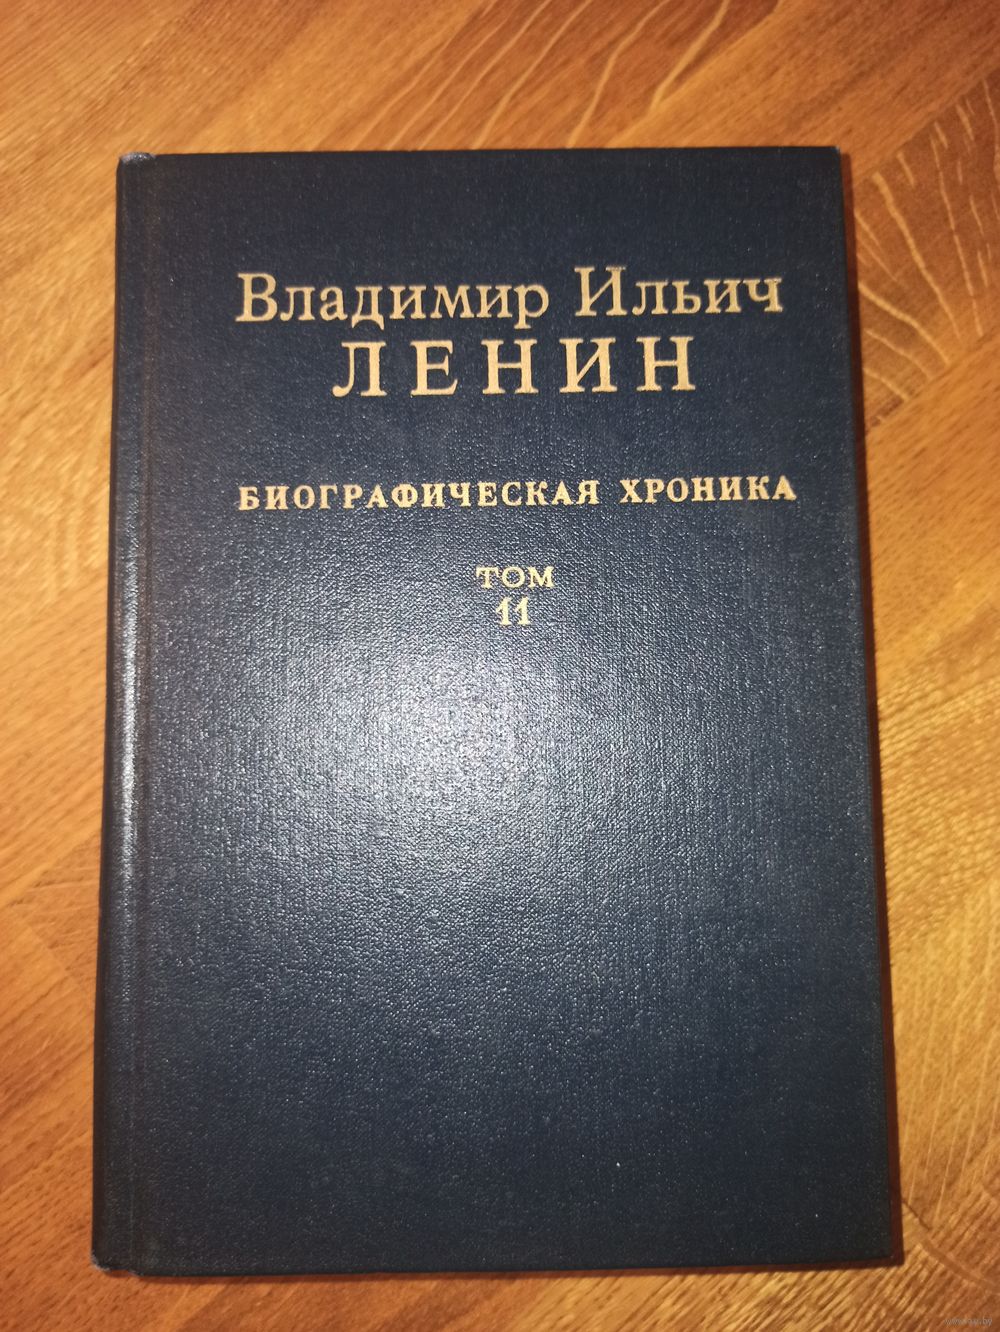 Владимир Ильич
ЛЕНИН
БИОГРАФИЧЕСКАЯ ХРОНИКА
ТОМ
11